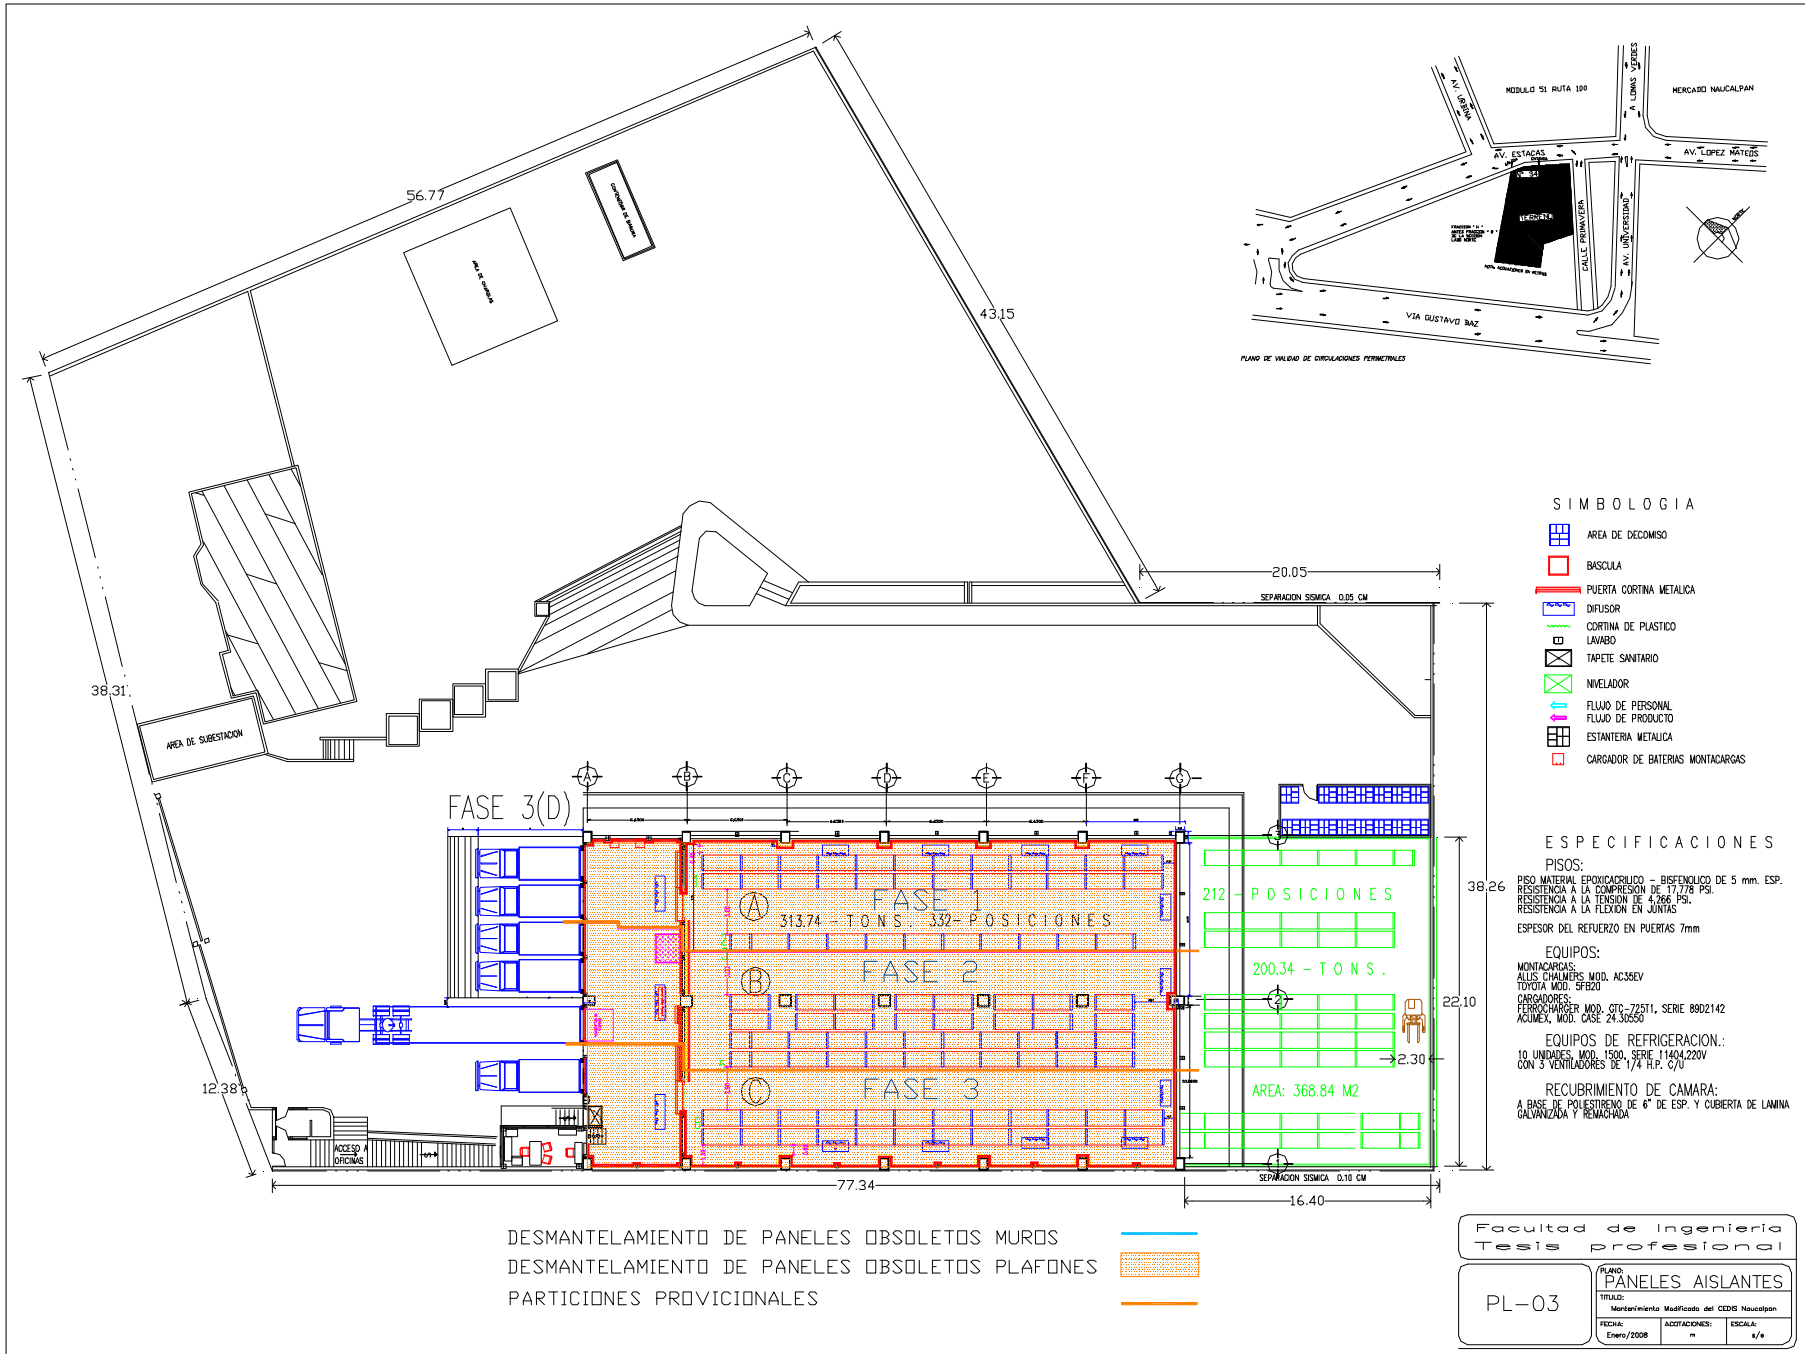 56.77
43.15
38.31
12.38
20.05
38.26
22.10
2.30
77.34
16.40
CONTENEDOR DE BASURA
AREA DE SUBESTACION
SEPARACION SISMICA  0.05 CM
SEPARACION SISMICA  0.10 CM
ACCESO A
OFICINAS
MODULO 51 RUTA 100
MERCADO NAUCALPAN
AV. URBINA
A LOMAS VERDES
AV. ESTACAS
AV. LOPEZ MATEOS
Nº 34
TERRENO
CALLE PRIMAVERA
AV. UNIVERSIDAD
VIA GUSTAVO BAZ
NORTE
PLANO DE VIALIDAD DE CIRCULACIONES PERIMETRALES
S I M B O L O G I A
AREA DE DECOMISO
BASCULA
PUERTA CORTINA METALICA
DIFUSOR
CORTINA DE PLASTICO
LAVABO
TAPETE SANITARIO
NIVELADOR
FLUJO DE PERSONAL
FLUJO DE PRODUCTO
ESTANTERIA METALICA
CARGADOR DE BATERIAS MONTACARGAS
A B C D E F G
3
2
FASE 3(D)
A
FASE 1
313.74 - TONS. 332-POSICIONES
B
FASE 2
C
FASE 3
212 - POSICIONES
200.34 - TONS.
AREA: 368.84 M2
E S P E C I F I C A C I O N E S
PISOS:
PISO MATERIAL EPOXICACRILICO - BISFENOLICO DE 5 mm. ESP.
RESISTENCIA A LA COMPRESION DE 17,778 PSI.
RESISTENCIA A LA TENSION DE 4,266 PSI.
RESISTENCIA A LA FLEXION EN JUNTAS
ESPESOR DEL REFUERZO EN PUERTAS 7mm
EQUIPOS:
MONTACARGAS:
ALLIS CHALMERS MOD. AC35EV
TOYOTA MOD. 5FB20
CARGADORES:
FERROCHARGER MOD. GTC-725T1, SERIE 89D2142
ACUMEX, MOD. CASE 24.30550
EQUIPOS DE REFRIGERACION.:
10 UNIDADES, MOD. 1500, SERIE 11404,220V
CON 3 VENTILADORES DE 1/4 H.P. C/U
RECUBRIMIENTO DE CAMARA:
A BASE DE POLIESTIRENO DE 6" DE ESP. Y CUBIERTA DE LAMINA
GALVANIZADA Y REMACHADA
DESMANTELAMIENTO DE PANELES OBSOLETOS MUROS
DESMANTELAMIENTO DE PANELES OBSOLETOS PLAFONES
PARTICIONES PROVICIONALES
Facultad de Ingenieria
Tesis profesional
PL-03
PLANO:
PANELES AISLANTES
TITULO:
Mantenimiento Modificado del CEDIS Naucalpan
FECHA:
Enero/2008
ACOTACIONES:
m
ESCALA:
s/e